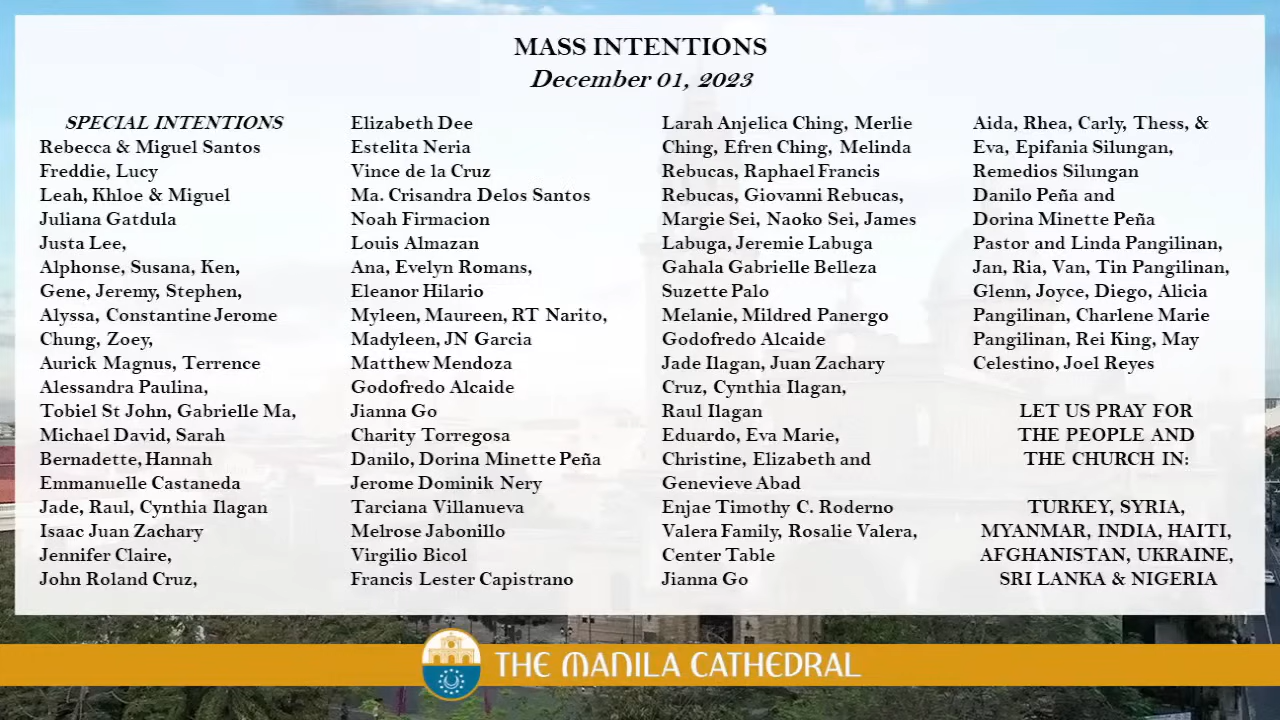 MASS INTENTIONS
December 01, 2023
SPECIAL INTENTIONS
Rebecca & Miguel Santos
Freddie, Lucy
Leah, Khloe & Miguel
Juliana Gatdula
Justa Lee,
Alphonse, Susana, Ken,
Gene, Jeremy, Stephen,
Alyssa, Constantine Jerome
Chung, Zoey,
Aurick Magnus, Terrence
Alessandra Paulina,
Tobiel St John, Gabrielle Ma,
Michael David, Sarah
Bernadette, Hannah
Emmanuelle Castaneda
Jade, Raul, Cynthia Ilagan
Isaac Juan Zachary
Jennifer Claire,
John Roland Cruz,
Elizabeth Dee
Estelita Neria
Vince de la Cruz
Ma. Crisandra Delos Santos
Noah Firmacion
Louis Almazan
Ana, Evelyn Romans,
Eleanor Hilario
Myleen, Maureen, RT Narito,
Madyleen, JN Garcia
Matthew Mendoza
Godofredo Alcaide
Jianna Go
Charity Torregosa
Danilo, Dorina Minette Peña
Jerome Dominik Nery
Tarciana Villanueva
Melrose Jabonillo
Virgilio Bicol
Francis Lester Capistrano
Larah Anjelica Ching, Merlie
Ching, Efren Ching, Melinda
Rebucas, Raphael Francis
Rebucas, Giovanni Rebucas,
Margie Sei, Naoko Sei, James
Labuga, Jeremie Labuga
Gahala Gabrielle Belleza
Suzette Palo
Melanie, Mildred Panergo
Godofredo Alcaide
Jade Ilagan, Juan Zachary
Cruz, Cynthia Ilagan,
Raul Ilagan
Eduardo, Eva Marie,
Christine, Elizabeth and
Genevieve Abad
Enjae Timothy C. Roderno
Valera Family, Rosalie Valera,
Center Table
Jianna Go
Aida, Rhea, Carly, Thess, &
Eva, Epifania Silungan,
Remedios Silungan
Danilo Peña and
Dorina Minette Peña
Pastor and Linda Pangilinan,
Jan, Ria, Van, Tin Pangilinan,
Glenn, Joyce, Diego, Alicia
Pangilinan, Charlene Marie
Pangilinan, Rei King, May
Celestino, Joel Reyes
LET US PRAY FOR
THE PEOPLE AND
THE CHURCH IN:
TURKEY, SYRIA,
MYANMAR, INDIA, HAITI,
AFGHANISTAN, UKRAINE,
SRI LANKA & NIGERIA
THE MANILA CATHEDRAL